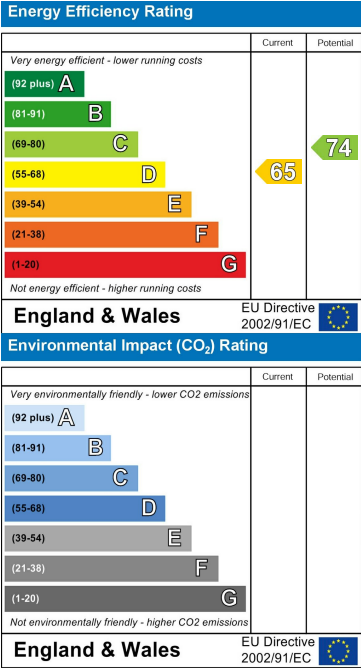 Energy Efficiency Rating
Current Potential
Very energy efficient - lower running costs
(92 plus) A
(81-91) B
(69-80) C
74
(55-68) D
65
(39-54) E
(21-38) F
(1-20) G
Not energy efficient - higher running costs
England & Wales
EU Directive
2002/91/EC
Environmental Impact (CO₂) Rating
Current Potential
Very environmentally friendly - lower CO2 emissions
(92 plus) A
(81-91) B
(69-80) C
(55-68) D
(39-54) E
(21-38) F
(1-20) G
Not environmentally friendly - higher CO2 emissions
England & Wales
EU Directive
2002/91/EC